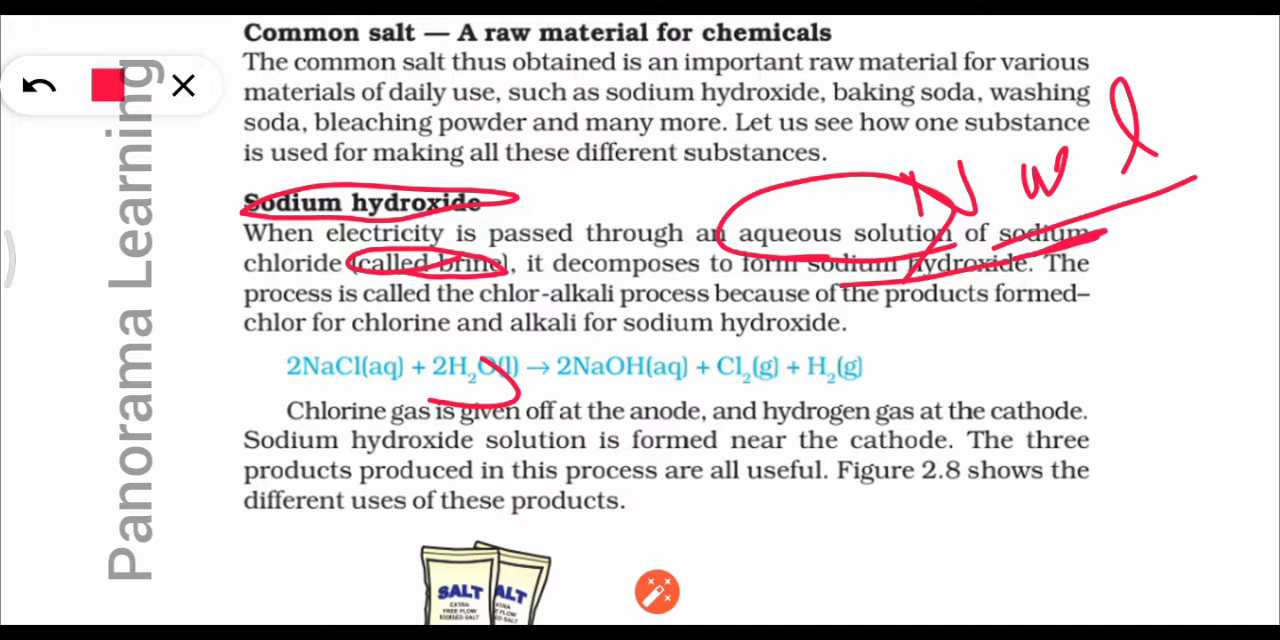 Common salt — A raw material for chemicals
The common salt thus obtained is an important raw material for various
materials of daily use, such as sodium hydroxide, baking soda, washing
soda, bleaching powder and many more. Let us see how one substance
is used for making all these different substances.
Sodium hydroxide
When electricity is passed through an aqueous solution of sodium
chloride (called brine), it decomposes to form sodium hydroxide. The
process is called the chlor-alkali process because of the products formed–
chlor for chlorine and alkali for sodium hydroxide.
2NaCl(aq) + 2H₂O(l) → 2NaOH(aq) + Cl₂(g) + H₂(g)
Chlorine gas is given off at the anode, and hydrogen gas at the cathode.
Sodium hydroxide solution is formed near the cathode. The three
products produced in this process are all useful. Figure 2.8 shows the
different uses of these products.
SALT
EXTRA
FREE FLOW
IODISED SALT
Panorama Learning